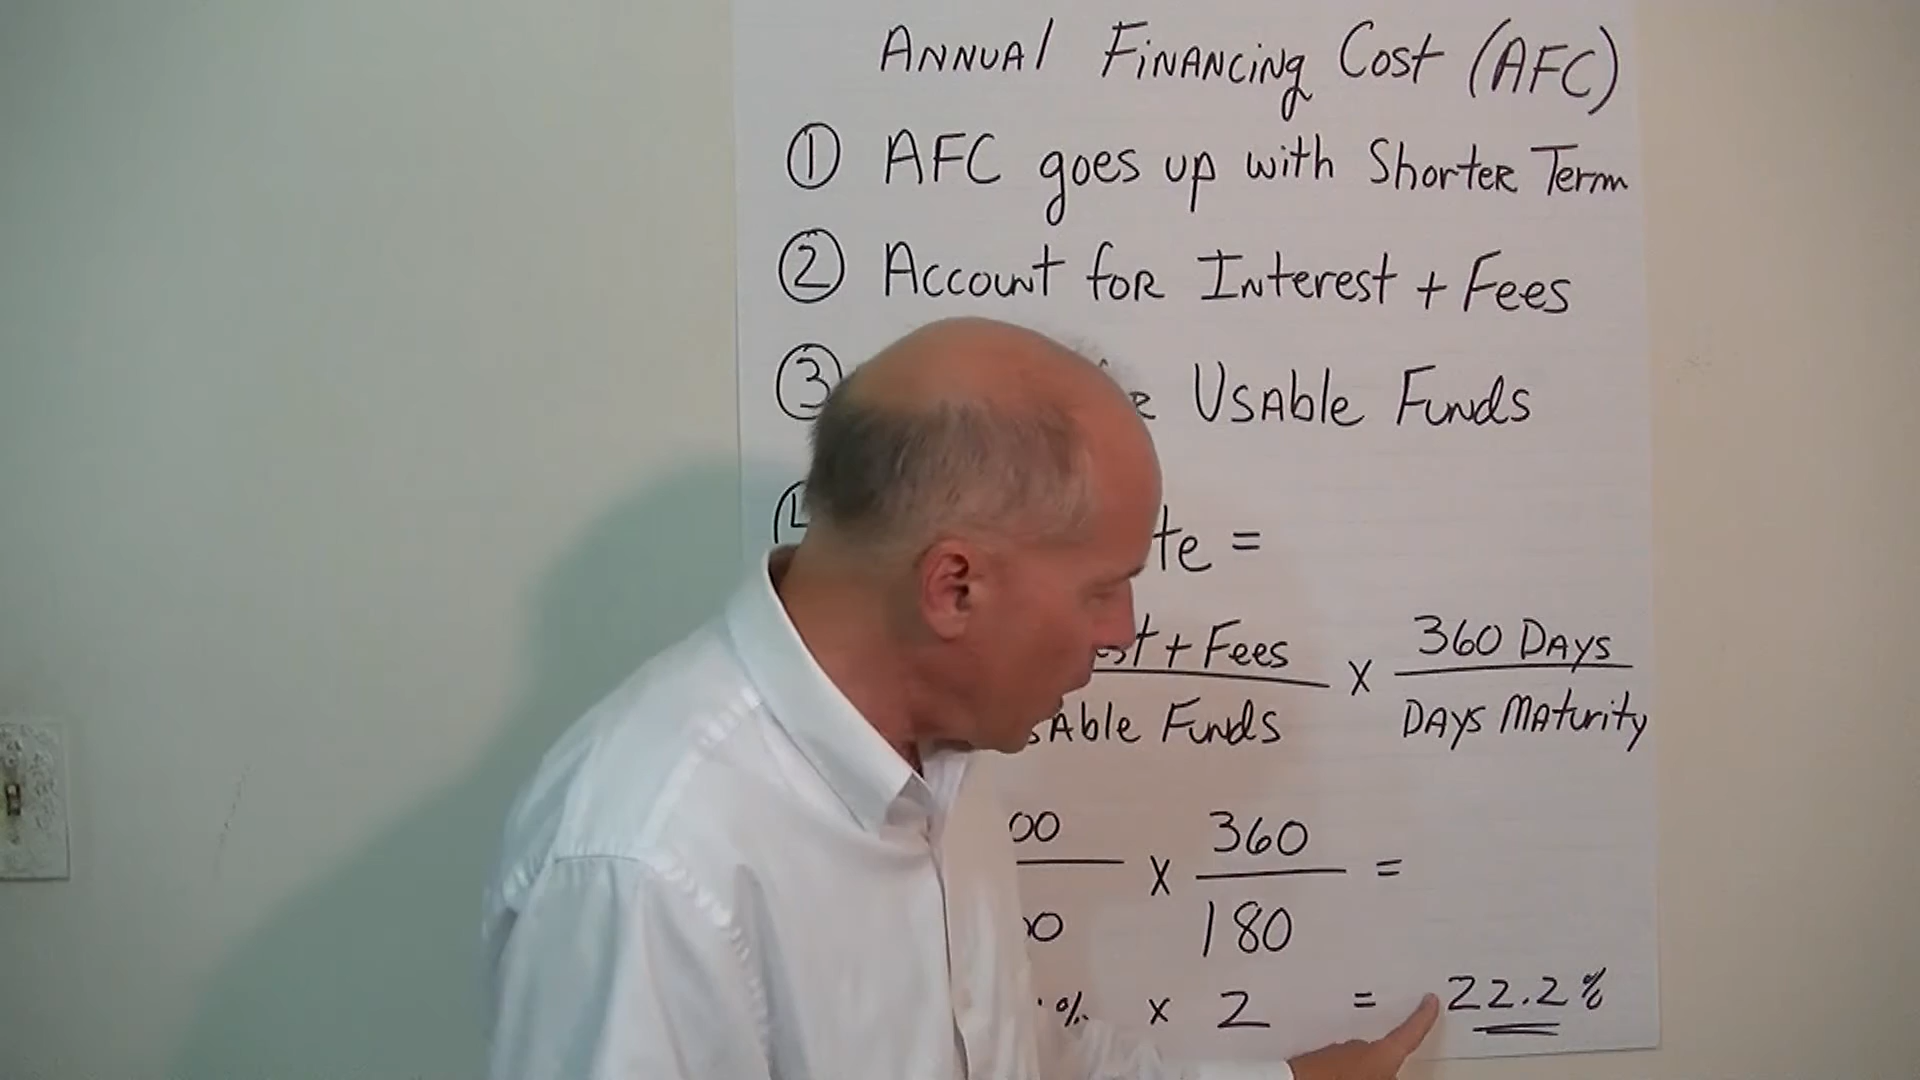 ANNUAL FINANCING COST (AFC)
① AFC goes up with Shorter Term
② Account for Interest + Fees
③ Usable Funds
=
+ Fees x 360 Days
Funds Days Maturity
x 360 =
180
% x 2 = 22.2%